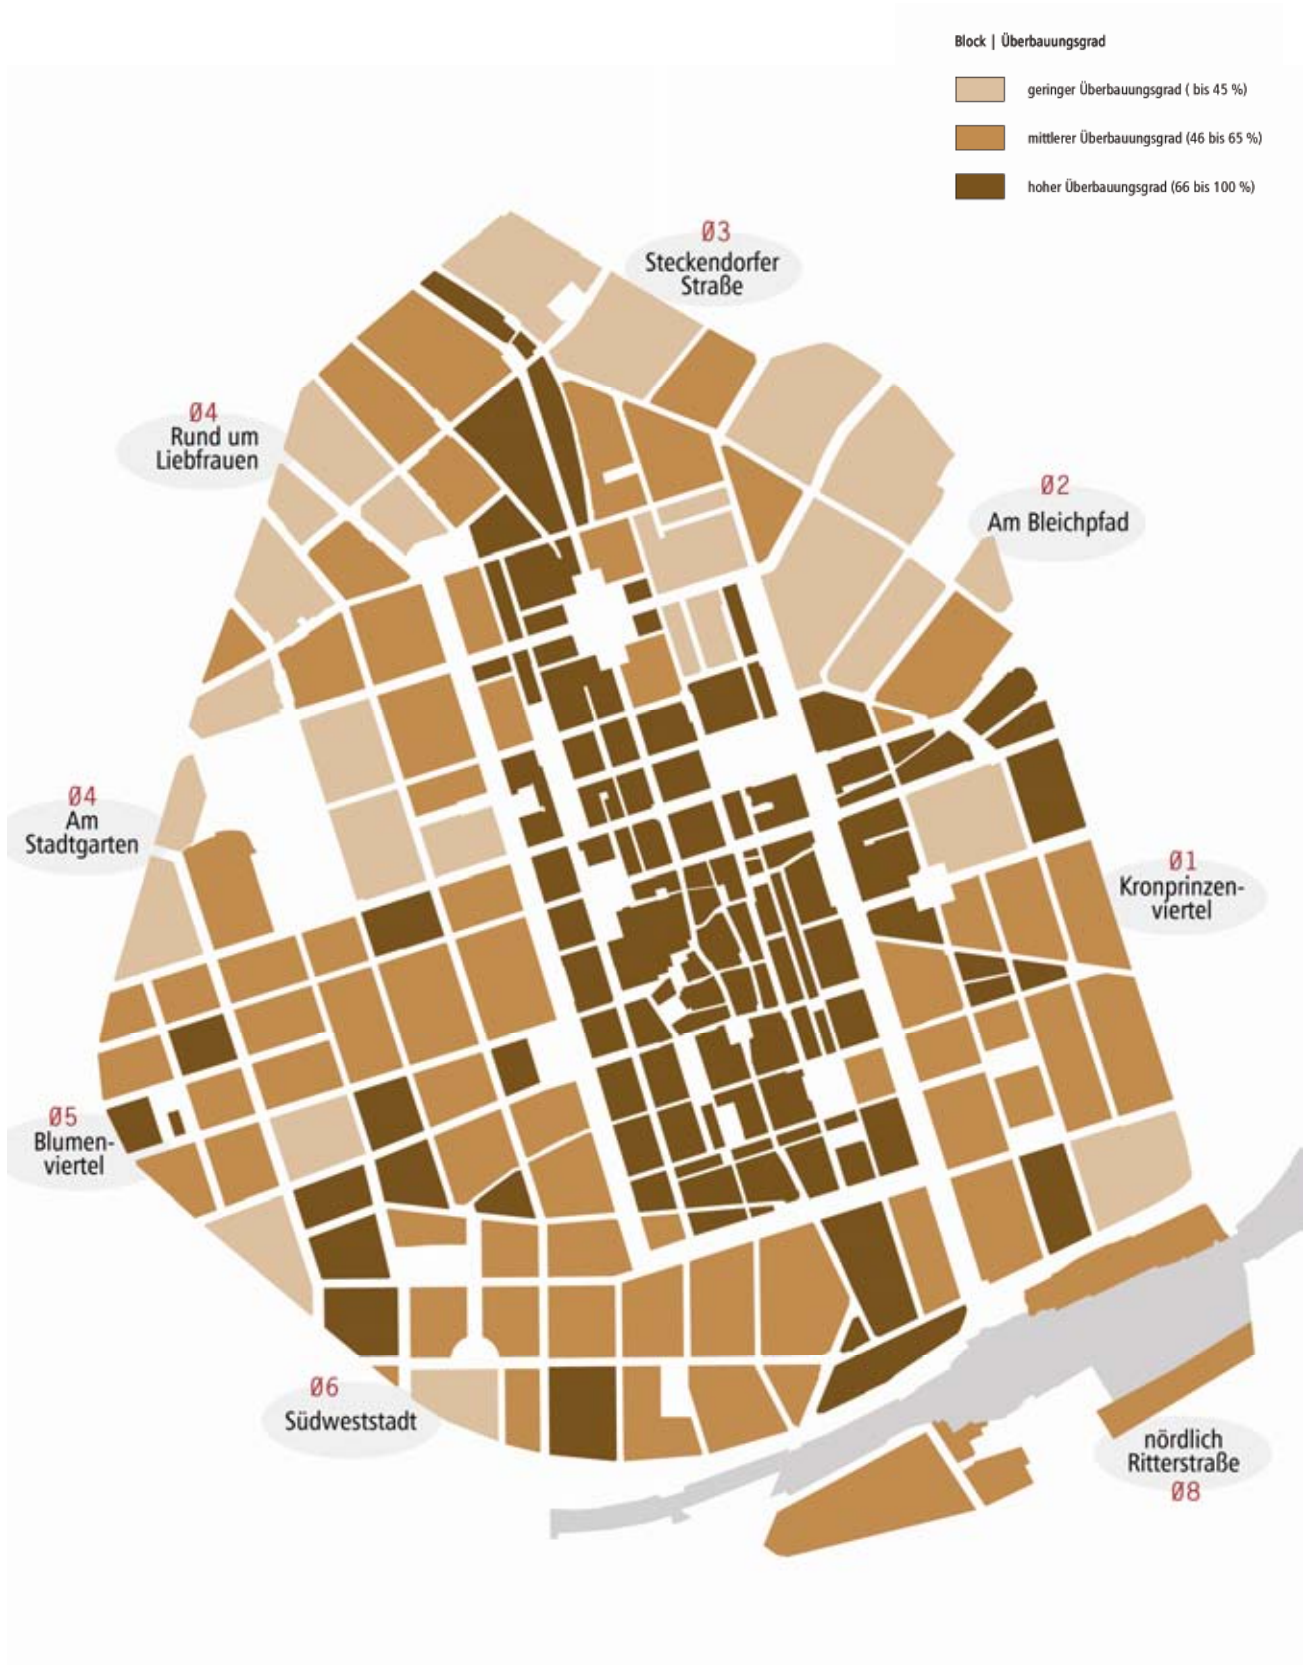 Block | Überbauungsgrad
geringer Überbauungsgrad ( bis 45 %)
mittlerer Überbauungsgrad (46 bis 65 %)
hoher Überbauungsgrad (66 bis 100 %)
Ø3
Steckendorfer
Straße
Ø4
Rund um
Liebfrauen
Ø2
Am Bleichpfad
Ø4
Am
Stadtgarten
Ø1
Kronprinzen-
viertel
Ø5
Blumen-
viertel
Ø6
Südweststadt
nördlich
Ritterstraße
Ø8